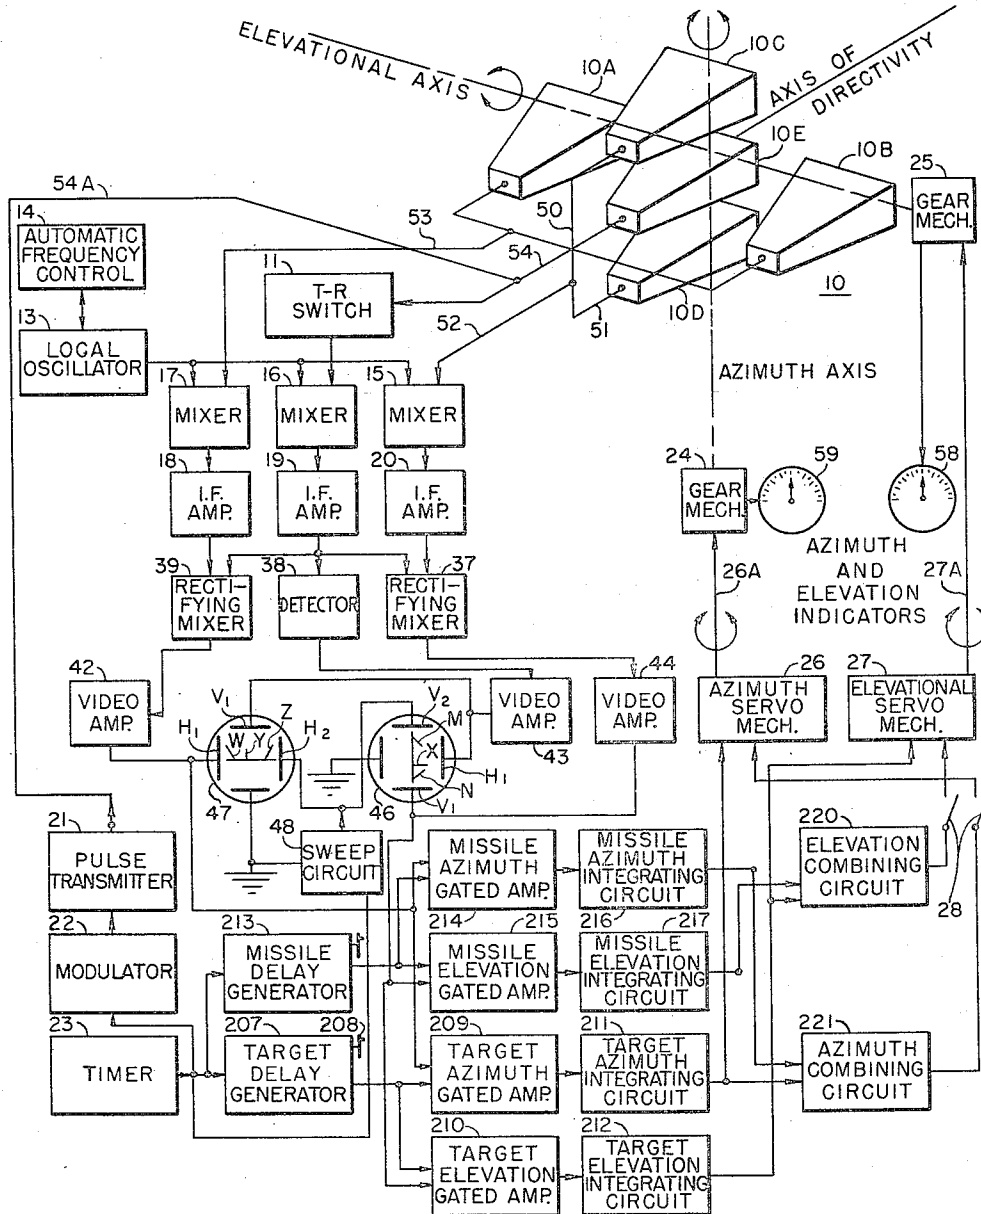 ELEVATIONAL AXIS
10A
10C
AXIS OF
DIRECTIVITY
10E
10B
25
GEAR
MECH.
54A
14
AUTOMATIC
FREQUENCY
CONTROL
53
50
54
11
T-R
SWITCH
52
51
10D
10
13
LOCAL
OSCILLATOR
AZIMUTH AXIS
17
MIXER
16
MIXER
15
MIXER
18
I.F.
AMP.
19
I.F.
AMP.
20
I.F.
AMP.
24
GEAR
MECH.
59
58
39
RECTI-
FYING
MIXER
38
DETECTOR
37
RECTI-
FYING
MIXER
26A
AZIMUTH
AND
ELEVATION
INDICATORS
27A
42
VIDEO
AMP.
V1
Z
H1
W
Y
H2
47
V2
M
X
H1
N
V1
46
VIDEO
AMP.
43
44
VIDEO
AMP.
26
AZIMUTH
SERVO
MECH.
27
ELEVATIONAL
SERVO
MECH.
21
PULSE
TRANSMITTER
48
SWEEP
CIRCUIT
MISSILE
AZIMUTH
GATED AMP.
214
MISSILE
AZIMUTH
INTEGRATING
CIRCUIT
216
220
ELEVATION
COMBINING
CIRCUIT
28
22
MODULATOR
213
MISSILE
DELAY
GENERATOR
215
MISSILE
ELEVATION
GATED AMP.
217
MISSILE
ELEVATION
INTEGRATING
CIRCUIT
23
TIMER
207
208
TARGET
DELAY
GENERATOR
209
TARGET
AZIMUTH
GATED AMP.
211
TARGET
AZIMUTH
INTEGRATING
CIRCUIT
221
AZIMUTH
COMBINING
CIRCUIT
210
TARGET
ELEVATION
GATED AMP.
212
TARGET
ELEVATION
INTEGRATING
CIRCUIT